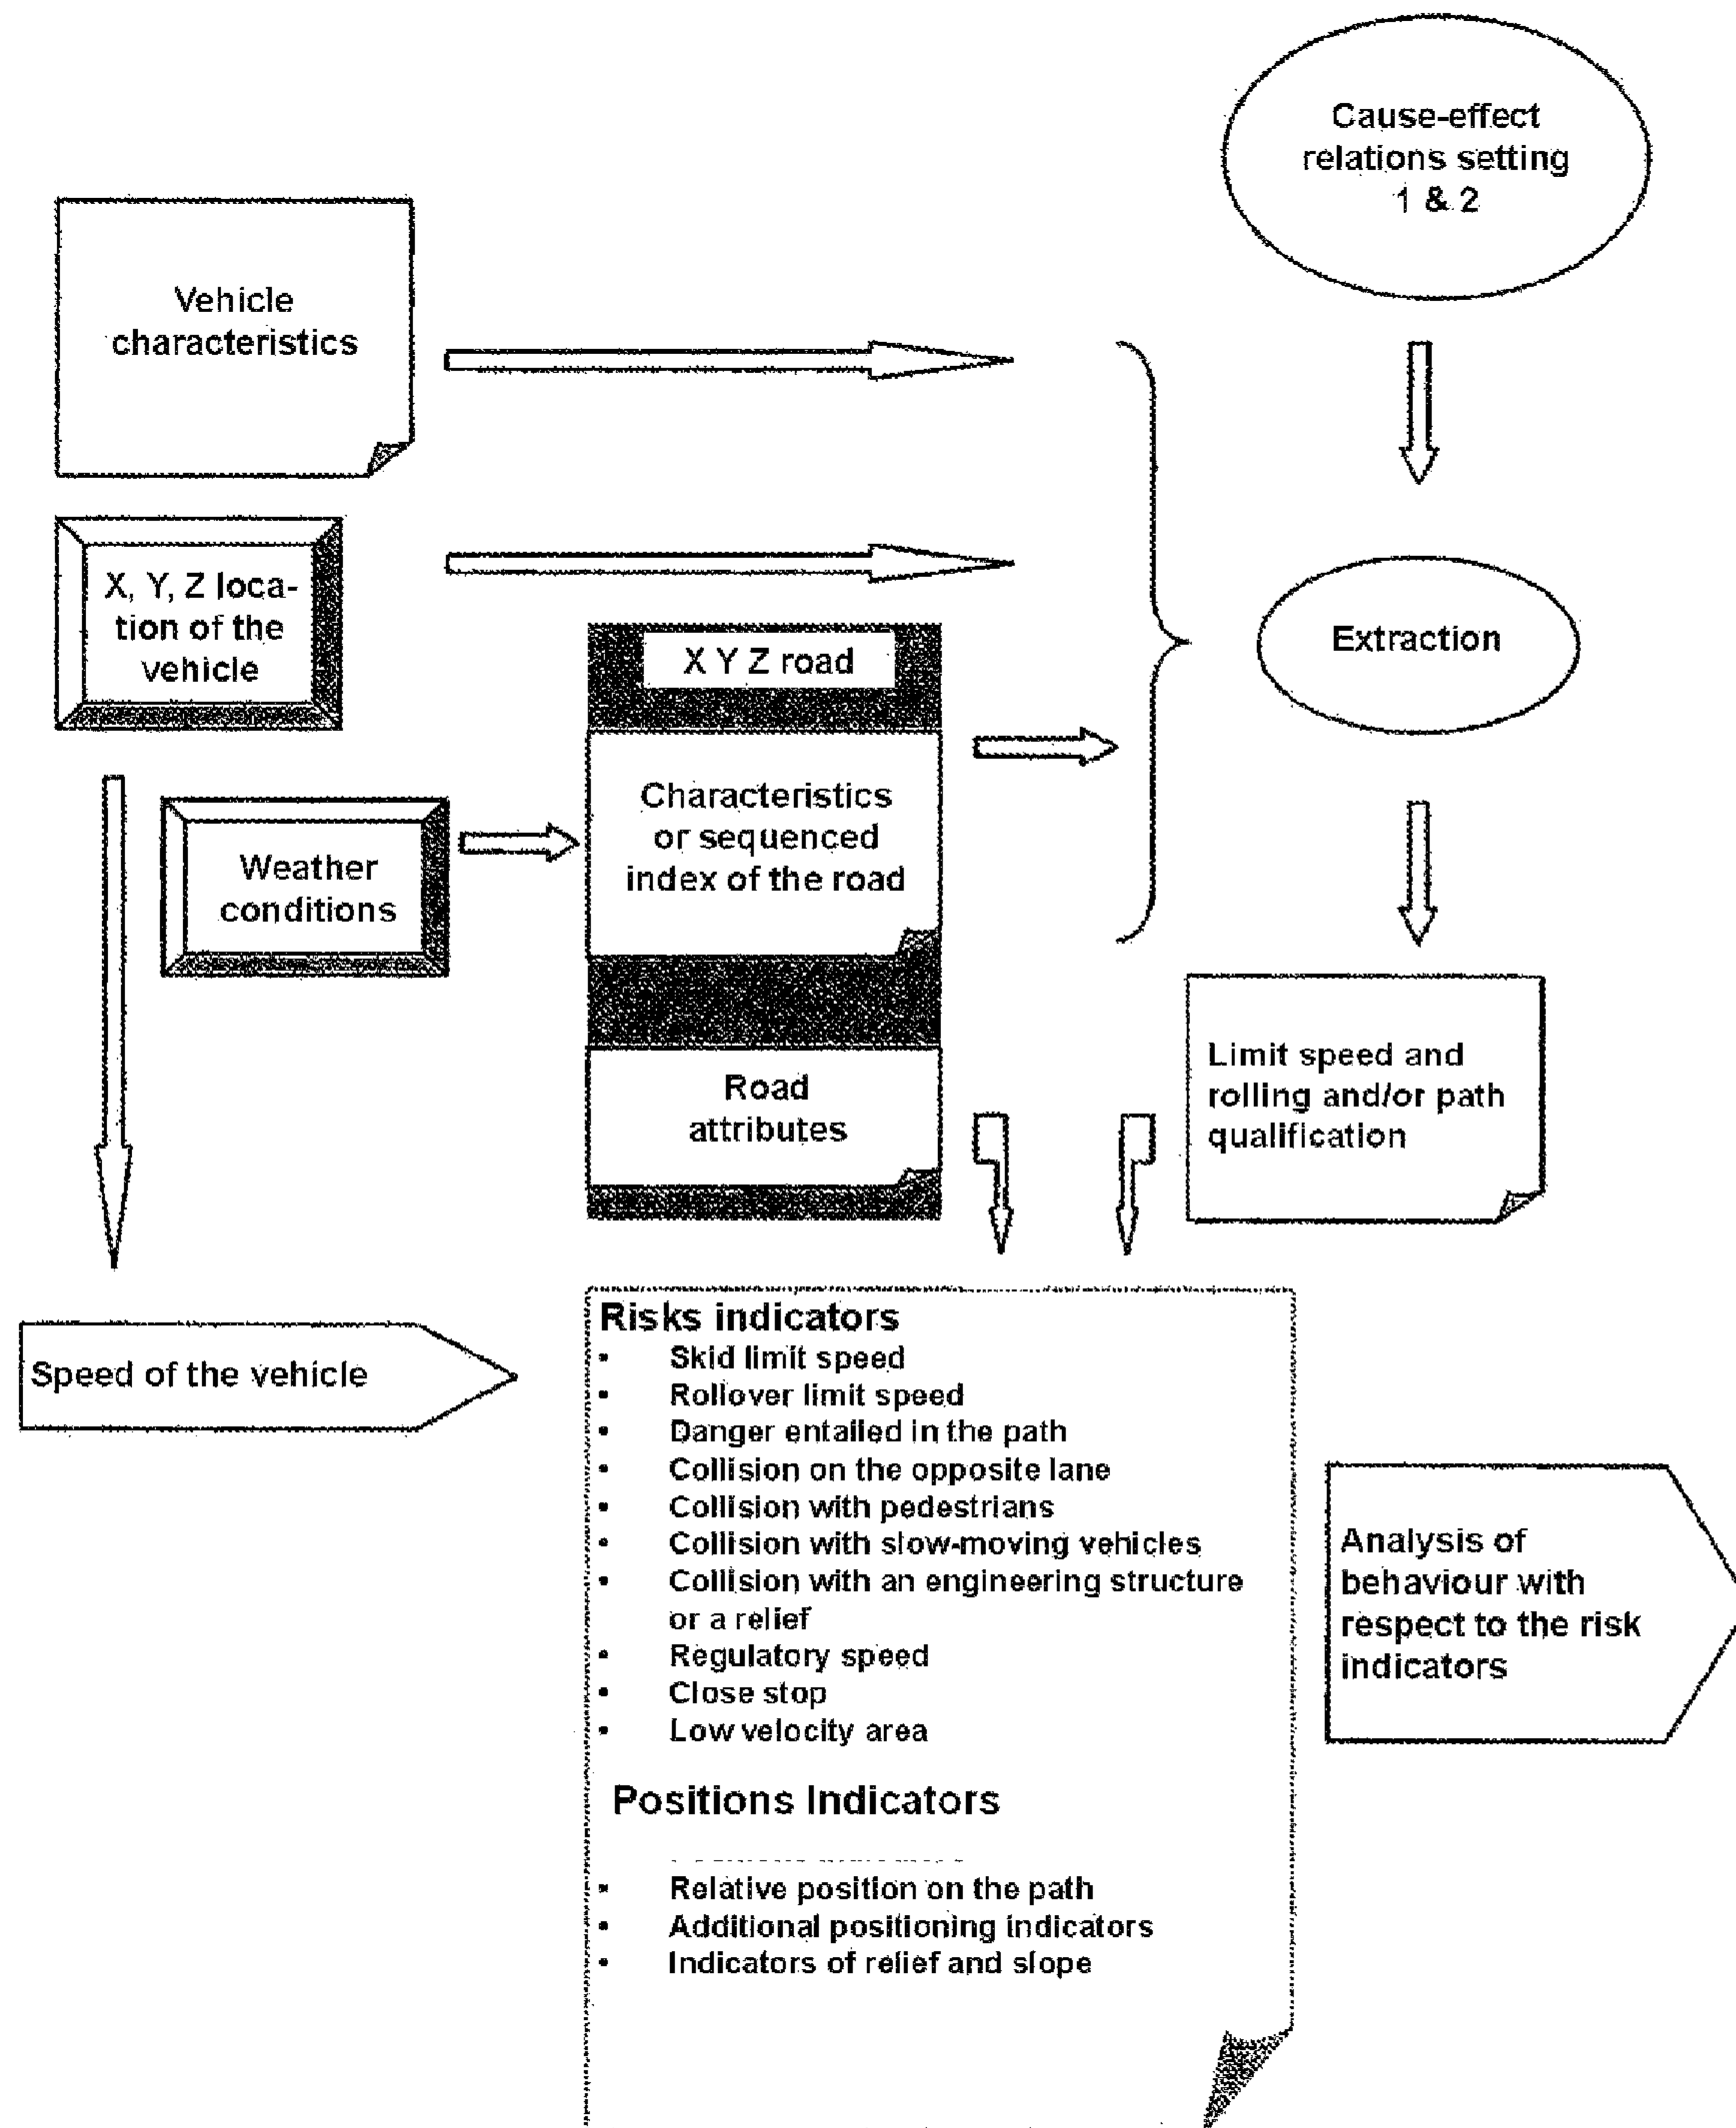 Cause-effect
relations setting
1 & 2
Vehicle
characteristics
X, Y, Z loca-
tion of the
vehicle
X Y Z road
Extraction
Characteristics
or sequenced
index of the road
Weather
conditions
Road
attributes
Limit speed and
rolling and/or path
qualification
Speed of the vehicle
Risks indicators
• Skid limit speed
• Rollover limit speed
• Danger entailed in the path
• Collision on the opposite lane
• Collision with pedestrians
• Collision with slow-moving vehicles
• Collision with an engineering structure
or a relief
• Regulatory speed
• Close stop
• Low velocity area
Positions Indicators
• Relative position on the path
• Additional positioning indicators
• Indicators of relief and slope
Analysis of
behaviour with
respect to the risk
indicators